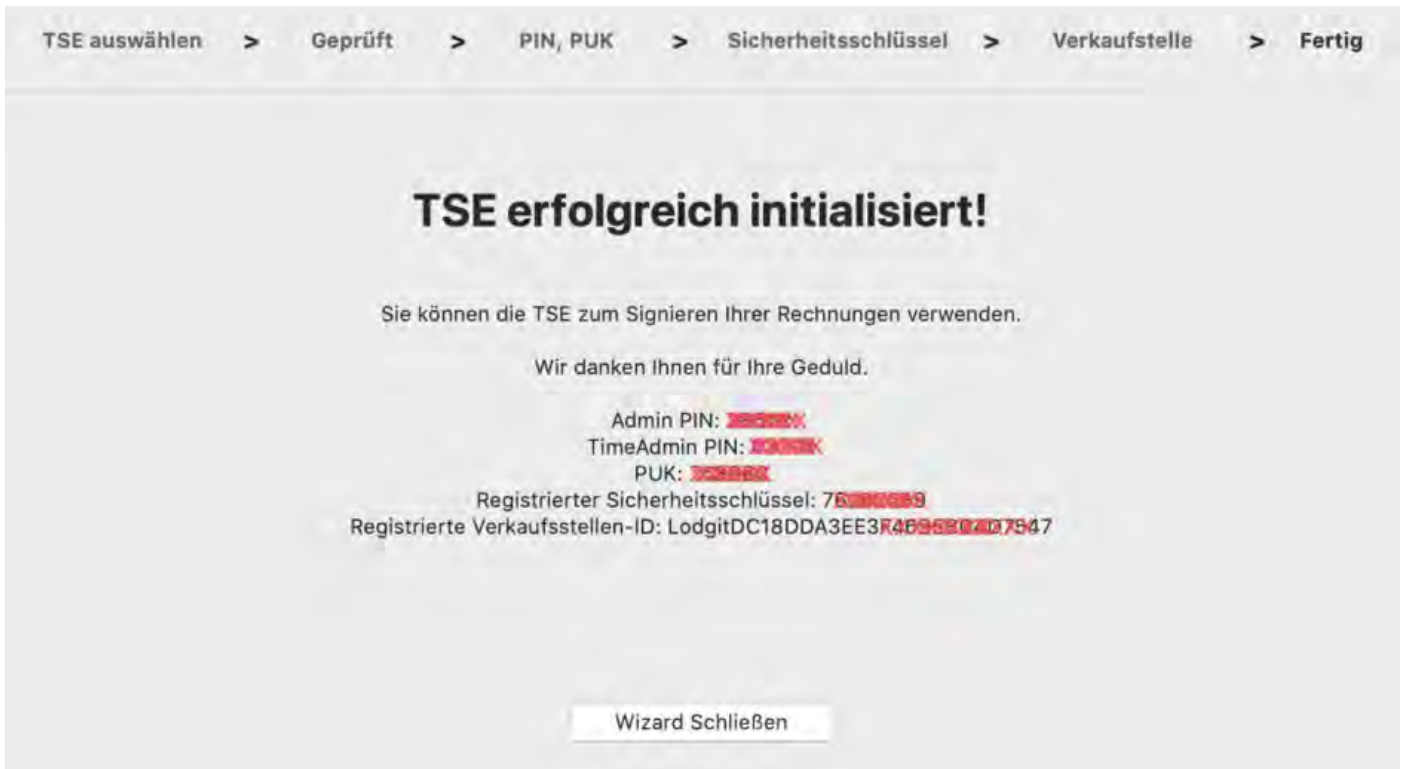 TSE auswählen > Geprüft > PIN, PUK > Sicherheitsschlüssel > Verkaufstelle > Fertig
TSE erfolgreich initialisiert!
Sie können die TSE zum Signieren Ihrer Rechnungen verwenden.
Wir danken Ihnen für Ihre Geduld.
Admin PIN:
TimeAdmin PIN:
PUK:
Registrierter Sicherheitsschlüssel:
Registrierte Verkaufsstellen-ID:
Wizard Schließen